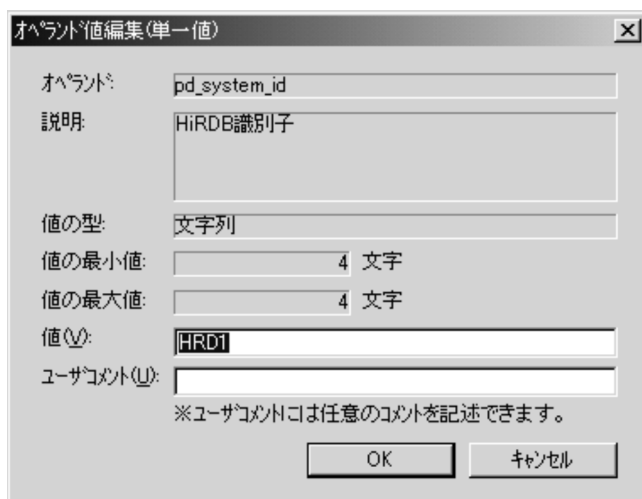 オペランド値編集(単一値)
オペランド: pd_system_id
説明: HiRDB識別子
値の型: 文字列
値の最小値: 4 文字
値の最大値: 4 文字
値(V): HRD1
ユーザコメント(U):
※ユーザコメントには任意のコメントを記述できます。
OK キャンセル